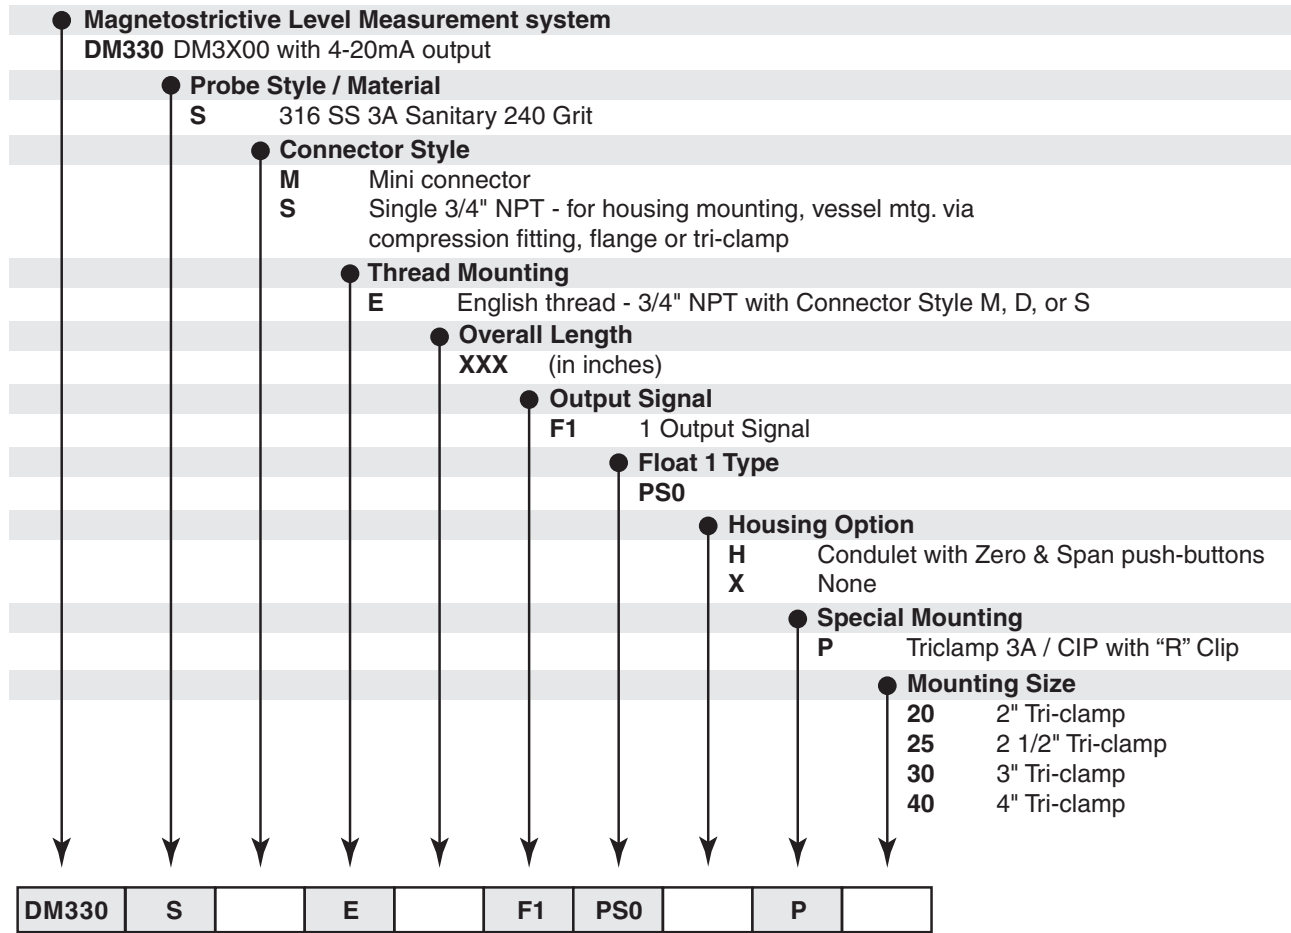 Magnetostrictive Level Measurement system
DM330 DM3X00 with 4-20mA output
Probe Style / Material
S 316 SS 3A Sanitary 240 Grit
Connector Style
M Mini connector
S Single 3/4" NPT - for housing mounting, vessel mtg. via
compression fitting, flange or tri-clamp
Thread Mounting
E English thread - 3/4" NPT with Connector Style M, D, or S
Overall Length
XXX (in inches)
Output Signal
F1 1 Output Signal
Float 1 Type
PS0
Housing Option
H Condulet with Zero & Span push-buttons
X None
Special Mounting
P Triclamp 3A / CIP with “R” Clip
Mounting Size
20 2" Tri-clamp
25 2 1/2" Tri-clamp
30 3" Tri-clamp
40 4" Tri-clamp
DM330 S E F1 PS0 P